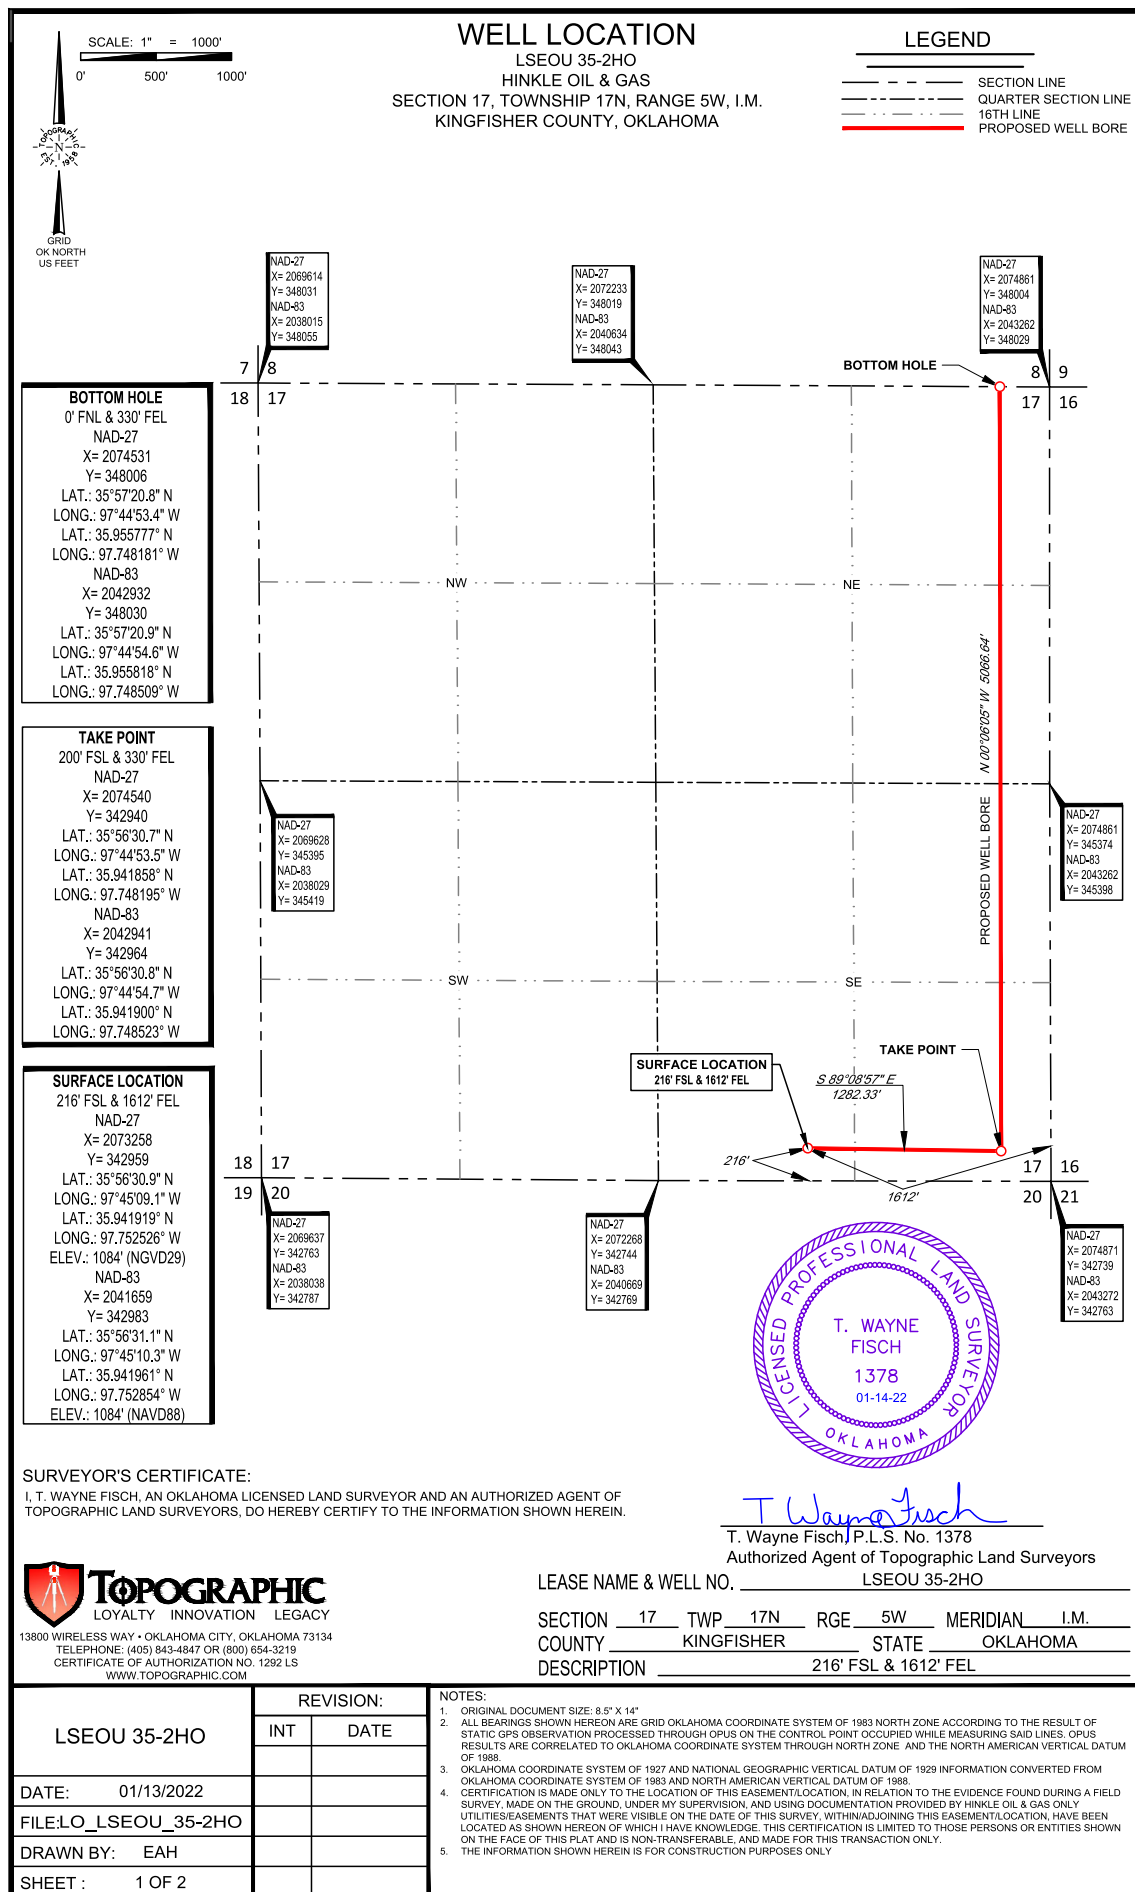 WELL LOCATION
LSEOU 35-2HO
HINKLE OIL & GAS
SECTION 17, TOWNSHIP 17N, RANGE 5W, I.M.
KINGFISHER COUNTY, OKLAHOMA
SCALE: 1" = 1000'
0' 500' 1000'
TOPOGRAPHIC
N
EST. 1958
GRID
OK NORTH
US FEET
LEGEND
SECTION LINE
QUARTER SECTION LINE
16TH LINE
PROPOSED WELL BORE
NAD-27
X= 2069614
Y= 348031
NAD-83
X= 2038015
Y= 348055
NAD-27
X= 2072233
Y= 348019
NAD-83
X= 2040634
Y= 348043
NAD-27
X= 2074861
Y= 348004
NAD-83
X= 2043262
Y= 348029
7 8
18 17
BOTTOM HOLE
8 9
17 16
BOTTOM HOLE
0' FNL & 330' FEL
NAD-27
X= 2074531
Y= 348006
LAT.: 35°57'20.8" N
LONG.: 97°44'53.4" W
LAT.: 35.955777° N
LONG.: 97.748181° W
NAD-83
X= 2042932
Y= 348030
LAT.: 35°57'20.9" N
LONG.: 97°44'54.6" W
LAT.: 35.955818° N
LONG.: 97.748509° W
TAKE POINT
200' FSL & 330' FEL
NAD-27
X= 2074540
Y= 342940
LAT.: 35°56'30.7" N
LONG.: 97°44'53.5" W
LAT.: 35.941858° N
LONG.: 97.748195° W
NAD-83
X= 2042941
Y= 342964
LAT.: 35°56'30.8" N
LONG.: 97°44'54.7" W
LAT.: 35.941900° N
LONG.: 97.748523° W
SURFACE LOCATION
216' FSL & 1612' FEL
NAD-27
X= 2073258
Y= 342959
LAT.: 35°56'30.9" N
LONG.: 97°45'09.1" W
LAT.: 35.941919° N
LONG.: 97.752526° W
ELEV.: 1084' (NGVD29)
NAD-83
X= 2041659
Y= 342983
LAT.: 35°56'31.1" N
LONG.: 97°45'10.3" W
LAT.: 35.941961° N
LONG.: 97.752854° W
ELEV.: 1084' (NAVD88)
NW
NE
N 00°06'05" W 5066.64'
PROPOSED WELL BORE
NAD-27
X= 2069628
Y= 345395
NAD-83
X= 2038029
Y= 345419
NAD-27
X= 2074861
Y= 345374
NAD-83
X= 2043262
Y= 345398
SW
SE
SURFACE LOCATION
216' FSL & 1612' FEL
TAKE POINT
S 89°08'57" E
1282.33'
216'
1612'
18 17
19 20
17 16
20 21
NAD-27
X= 2069637
Y= 342763
NAD-83
X= 2038038
Y= 342787
NAD-27
X= 2072268
Y= 342744
NAD-83
X= 2040669
Y= 342769
NAD-27
X= 2074871
Y= 342739
NAD-83
X= 2043272
Y= 342763
LICENSED PROFESSIONAL LAND SURVEYOR
T. WAYNE
FISCH
1378
01-14-22
OKLAHOMA
SURVEYOR'S CERTIFICATE:
I, T. WAYNE FISCH, AN OKLAHOMA LICENSED LAND SURVEYOR AND AN AUTHORIZED AGENT OF
TOPOGRAPHIC LAND SURVEYORS, DO HEREBY CERTIFY TO THE INFORMATION SHOWN HEREIN.
T Wayne Fisch
T. Wayne Fisch, P.L.S. No. 1378
Authorized Agent of Topographic Land Surveyors
TOPOGRAPHIC
LOYALTY INNOVATION LEGACY
13800 WIRELESS WAY • OKLAHOMA CITY, OKLAHOMA 73134
TELEPHONE: (405) 843-4847 OR (800) 654-3219
CERTIFICATE OF AUTHORIZATION NO. 1292 LS
WWW.TOPOGRAPHIC.COM
LEASE NAME & WELL NO. LSEOU 35-2HO
SECTION 17 TWP 17N RGE 5W MERIDIAN I.M.
COUNTY KINGFISHER STATE OKLAHOMA
DESCRIPTION 216' FSL & 1612' FEL
LSEOU 35-2HO
REVISION:
INT DATE
DATE: 01/13/2022
FILE:LO_LSEOU_35-2HO
DRAWN BY: EAH
SHEET : 1 OF 2
NOTES:
1. ORIGINAL DOCUMENT SIZE: 8.5" X 14"
2. ALL BEARINGS SHOWN HEREON ARE GRID OKLAHOMA COORDINATE SYSTEM OF 1983 NORTH ZONE ACCORDING TO THE RESULT OF
STATIC GPS OBSERVATION PROCESSED THROUGH OPUS ON THE CONTROL POINT OCCUPIED WHILE MEASURING SAID LINES. OPUS
RESULTS ARE CORRELATED TO OKLAHOMA COORDINATE SYSTEM THROUGH NORTH ZONE AND THE NORTH AMERICAN VERTICAL DATUM
OF 1988.
3. OKLAHOMA COORDINATE SYSTEM OF 1927 AND NATIONAL GEOGRAPHIC VERTICAL DATUM OF 1929 INFORMATION CONVERTED FROM
OKLAHOMA COORDINATE SYSTEM OF 1983 AND NORTH AMERICAN VERTICAL DATUM OF 1988.
4. CERTIFICATION IS MADE ONLY TO THE LOCATION OF THIS EASEMENT/LOCATION, IN RELATION TO THE EVIDENCE FOUND DURING A FIELD
SURVEY, MADE ON THE GROUND, UNDER MY SUPERVISION, AND USING DOCUMENTATION PROVIDED BY HINKLE OIL & GAS ONLY
UTILITIES/EASEMENTS THAT WERE VISIBLE ON THE DATE OF THIS SURVEY, WITHIN/ADJOINING THIS EASEMENT/LOCATION, HAVE BEEN
LOCATED AS SHOWN HEREON OF WHICH I HAVE KNOWLEDGE. THIS CERTIFICATION IS LIMITED TO THOSE PERSONS OR ENTITIES SHOWN
ON THE FACE OF THIS PLAT AND IS NON-TRANSFERABLE, AND MADE FOR THIS TRANSACTION ONLY.
5. THE INFORMATION SHOWN HEREIN IS FOR CONSTRUCTION PURPOSES ONLY